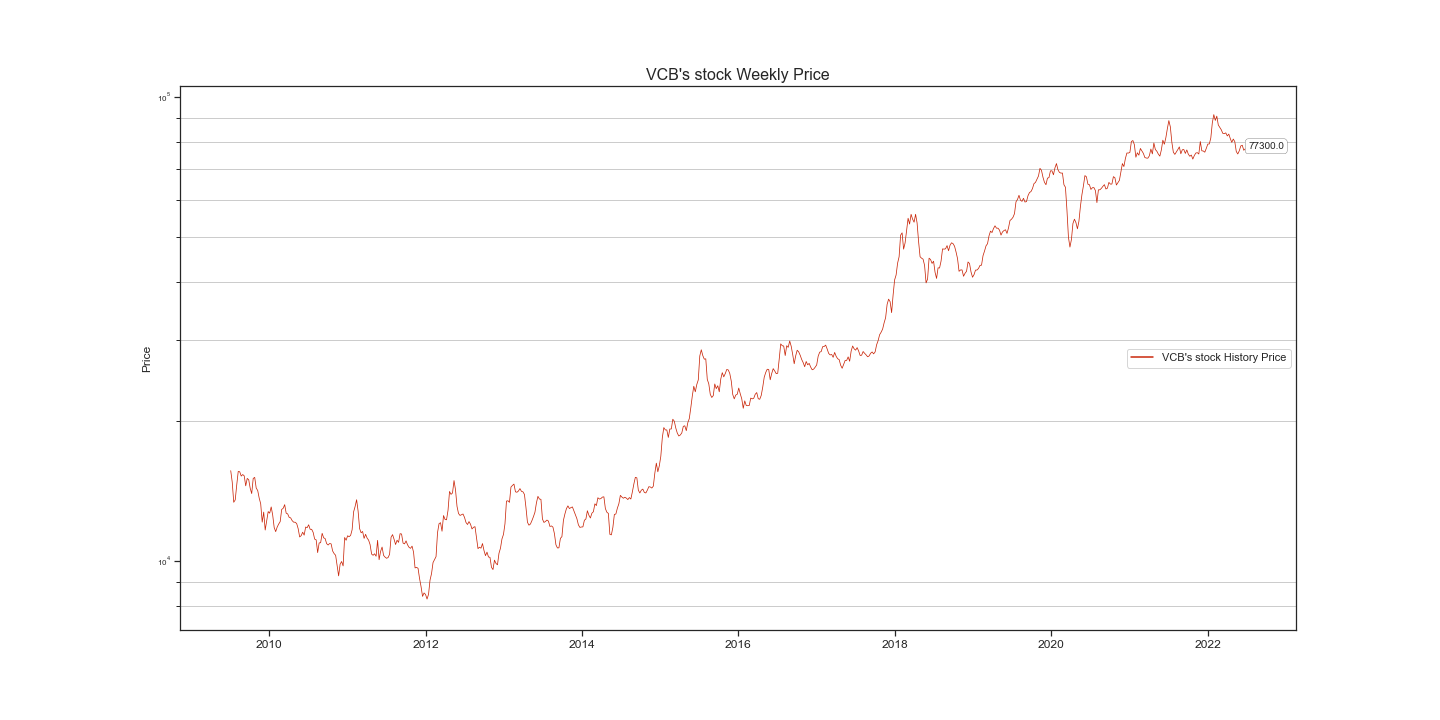 VCB's stock Weekly Price
10⁵
77300.0
Price
VCB's stock History Price
10⁴
2010 2012 2014 2016 2018 2020 2022